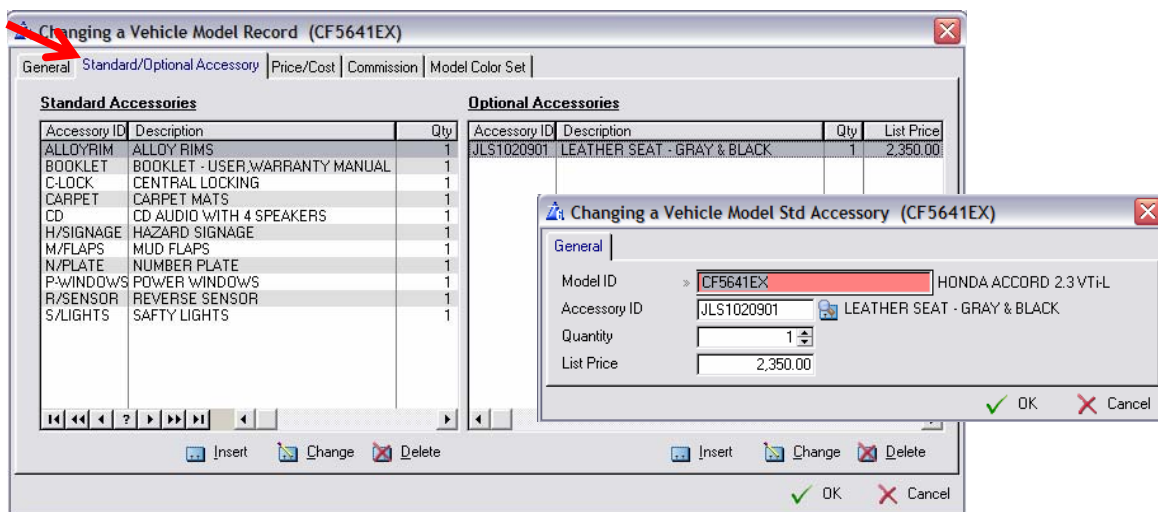 Changing a Vehicle Model Record (CF5641EX)
General Standard/Optional Accessory Price/Cost Commission Model Color Set
Standard Accessories
Accessory ID Description Qty
ALLOYRIM ALLOY RIMS 1
BOOKLET BOOKLET - USER,WARRANTY MANUAL 1
C-LOCK CENTRAL LOCKING 1
CARPET CARPET MATS 1
CD CD AUDIO WITH 4 SPEAKERS 1
H/SIGNAGE HAZARD SIGNAGE 1
M/FLAPS MUD FLAPS 1
N/PLATE NUMBER PLATE 1
P-WINDOWS POWER WINDOWS 1
R/SENSOR REVERSE SENSOR 1
S/LIGHTS SAFTY LIGHTS 1
?
Insert Change Delete
Optional Accessories
Accessory ID Description Qty List Price
JLS1020901 LEATHER SEAT - GRAY & BLACK 1 2,350.00
Insert Change Delete
OK Cancel
Changing a Vehicle Model Std Accessory (CF5641EX)
General
Model ID » CF5641EX HONDA ACCORD 2.3 VTi-L
Accessory ID JLS1020901 LEATHER SEAT - GRAY & BLACK
Quantity 1
List Price 2,350.00
OK Cancel